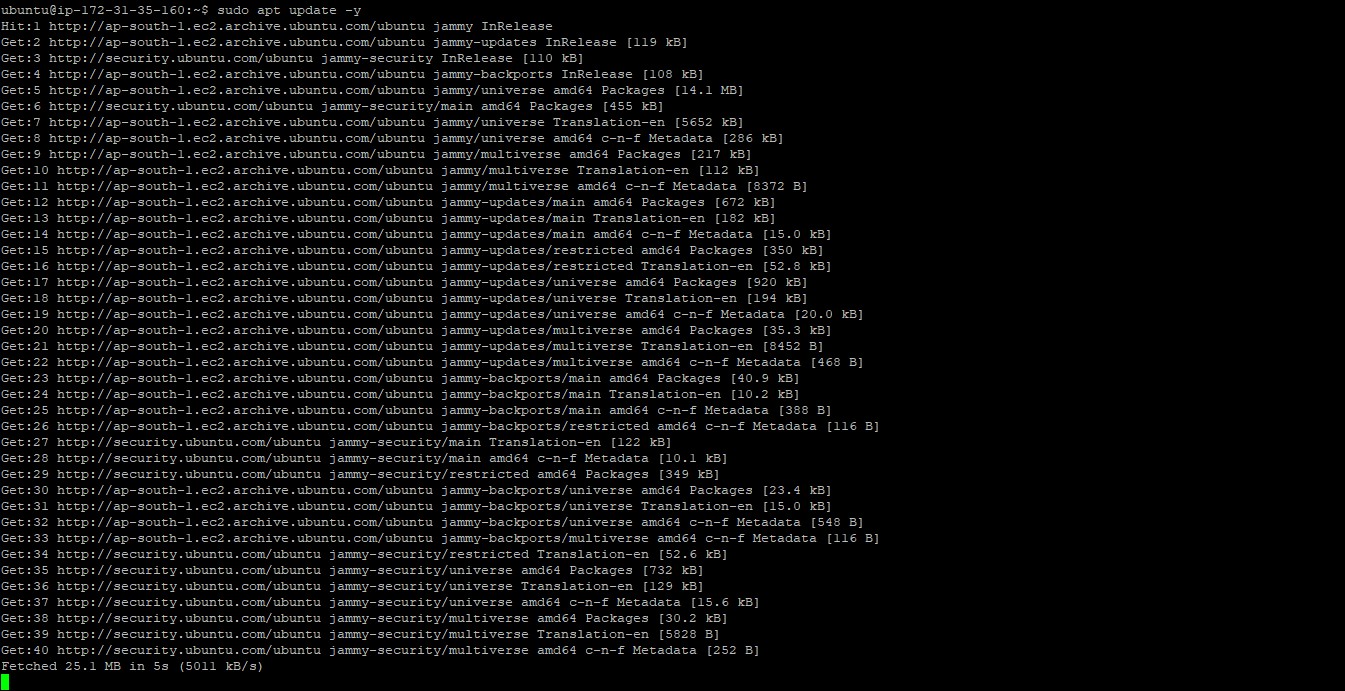 ubuntu@ip-172-31-35-160:~$ sudo apt update -y
Hit:1 http://ap-south-1.ec2.archive.ubuntu.com/ubuntu jammy InRelease
Get:2 http://ap-south-1.ec2.archive.ubuntu.com/ubuntu jammy-updates InRelease [119 kB]
Get:3 http://security.ubuntu.com/ubuntu jammy-security InRelease [110 kB]
Get:4 http://ap-south-1.ec2.archive.ubuntu.com/ubuntu jammy-backports InRelease [108 kB]
Get:5 http://ap-south-1.ec2.archive.ubuntu.com/ubuntu jammy/universe amd64 Packages [14.1 MB]
Get:6 http://security.ubuntu.com/ubuntu jammy-security/main amd64 Packages [455 kB]
Get:7 http://ap-south-1.ec2.archive.ubuntu.com/ubuntu jammy/universe Translation-en [5652 kB]
Get:8 http://ap-south-1.ec2.archive.ubuntu.com/ubuntu jammy/universe amd64 c-n-f Metadata [286 kB]
Get:9 http://ap-south-1.ec2.archive.ubuntu.com/ubuntu jammy/multiverse amd64 Packages [217 kB]
Get:10 http://ap-south-1.ec2.archive.ubuntu.com/ubuntu jammy/multiverse Translation-en [112 kB]
Get:11 http://ap-south-1.ec2.archive.ubuntu.com/ubuntu jammy/multiverse amd64 c-n-f Metadata [8372 B]
Get:12 http://ap-south-1.ec2.archive.ubuntu.com/ubuntu jammy-updates/main amd64 Packages [672 kB]
Get:13 http://ap-south-1.ec2.archive.ubuntu.com/ubuntu jammy-updates/main Translation-en [182 kB]
Get:14 http://ap-south-1.ec2.archive.ubuntu.com/ubuntu jammy-updates/main amd64 c-n-f Metadata [15.0 kB]
Get:15 http://ap-south-1.ec2.archive.ubuntu.com/ubuntu jammy-updates/restricted amd64 Packages [350 kB]
Get:16 http://ap-south-1.ec2.archive.ubuntu.com/ubuntu jammy-updates/restricted Translation-en [52.8 kB]
Get:17 http://ap-south-1.ec2.archive.ubuntu.com/ubuntu jammy-updates/universe amd64 Packages [920 kB]
Get:18 http://ap-south-1.ec2.archive.ubuntu.com/ubuntu jammy-updates/universe Translation-en [194 kB]
Get:19 http://ap-south-1.ec2.archive.ubuntu.com/ubuntu jammy-updates/universe amd64 c-n-f Metadata [20.0 kB]
Get:20 http://ap-south-1.ec2.archive.ubuntu.com/ubuntu jammy-updates/multiverse amd64 Packages [35.3 kB]
Get:21 http://ap-south-1.ec2.archive.ubuntu.com/ubuntu jammy-updates/multiverse Translation-en [8452 B]
Get:22 http://ap-south-1.ec2.archive.ubuntu.com/ubuntu jammy-updates/multiverse amd64 c-n-f Metadata [468 B]
Get:23 http://ap-south-1.ec2.archive.ubuntu.com/ubuntu jammy-backports/main amd64 Packages [40.9 kB]
Get:24 http://ap-south-1.ec2.archive.ubuntu.com/ubuntu jammy-backports/main Translation-en [10.2 kB]
Get:25 http://ap-south-1.ec2.archive.ubuntu.com/ubuntu jammy-backports/main amd64 c-n-f Metadata [388 B]
Get:26 http://ap-south-1.ec2.archive.ubuntu.com/ubuntu jammy-backports/restricted amd64 c-n-f Metadata [116 B]
Get:27 http://security.ubuntu.com/ubuntu jammy-security/main Translation-en [122 kB]
Get:28 http://security.ubuntu.com/ubuntu jammy-security/main amd64 c-n-f Metadata [10.1 kB]
Get:29 http://security.ubuntu.com/ubuntu jammy-security/restricted amd64 Packages [349 kB]
Get:30 http://ap-south-1.ec2.archive.ubuntu.com/ubuntu jammy-backports/universe amd64 Packages [23.4 kB]
Get:31 http://ap-south-1.ec2.archive.ubuntu.com/ubuntu jammy-backports/universe Translation-en [15.0 kB]
Get:32 http://ap-south-1.ec2.archive.ubuntu.com/ubuntu jammy-backports/universe amd64 c-n-f Metadata [548 B]
Get:33 http://ap-south-1.ec2.archive.ubuntu.com/ubuntu jammy-backports/multiverse amd64 c-n-f Metadata [116 B]
Get:34 http://security.ubuntu.com/ubuntu jammy-security/restricted Translation-en [52.6 kB]
Get:35 http://security.ubuntu.com/ubuntu jammy-security/universe amd64 Packages [732 kB]
Get:36 http://security.ubuntu.com/ubuntu jammy-security/universe Translation-en [129 kB]
Get:37 http://security.ubuntu.com/ubuntu jammy-security/universe amd64 c-n-f Metadata [15.6 kB]
Get:38 http://security.ubuntu.com/ubuntu jammy-security/multiverse amd64 Packages [30.2 kB]
Get:39 http://security.ubuntu.com/ubuntu jammy-security/multiverse Translation-en [5828 B]
Get:40 http://security.ubuntu.com/ubuntu jammy-security/multiverse amd64 c-n-f Metadata [252 B]
Fetched 25.1 MB in 5s (5011 kB/s)